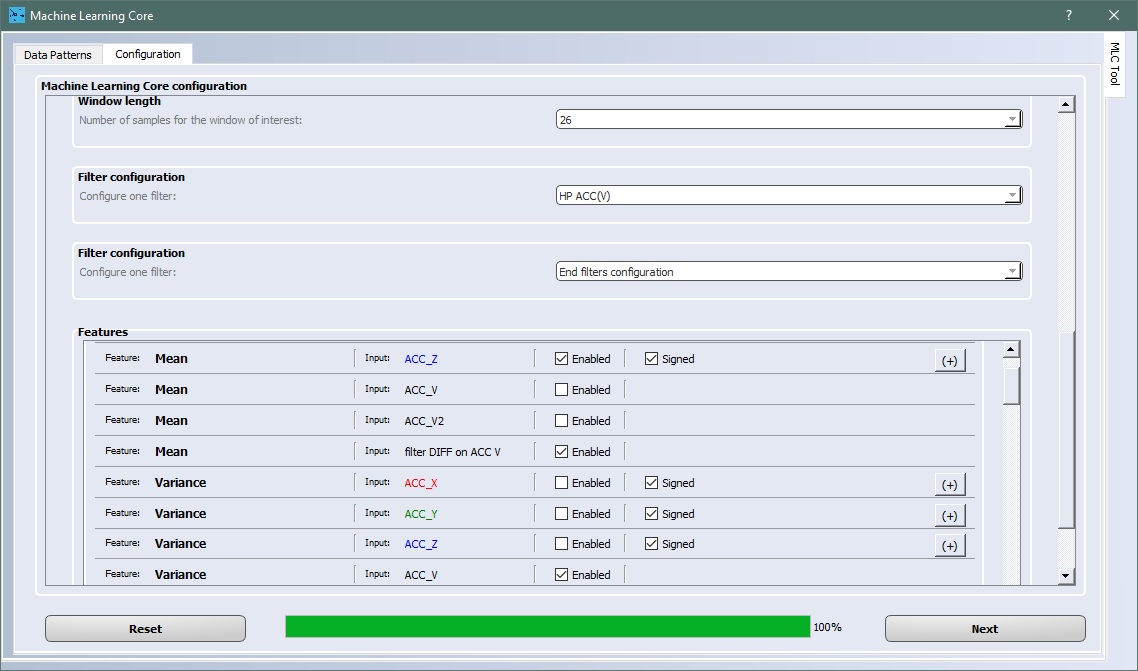 Machine Learning Core
?
Data Patterns
Configuration
MLC Tool
Machine Learning Core configuration
Window length
Number of samples for the window of interest:
26
Filter configuration
Configure one filter:
HP ACC(V)
Filter configuration
Configure one filter:
End filters configuration
Features
Feature: Mean Input: ACC_Z Enabled Signed (+)
Feature: Mean Input: ACC_V Enabled
Feature: Mean Input: ACC_V2 Enabled
Feature: Mean Input: filter DIFF on ACC V Enabled
Feature: Variance Input: ACC_X Enabled Signed (+)
Feature: Variance Input: ACC_Y Enabled Signed (+)
Feature: Variance Input: ACC_Z Enabled Signed (+)
Feature: Variance Input: ACC_V Enabled
Reset
100%
Next